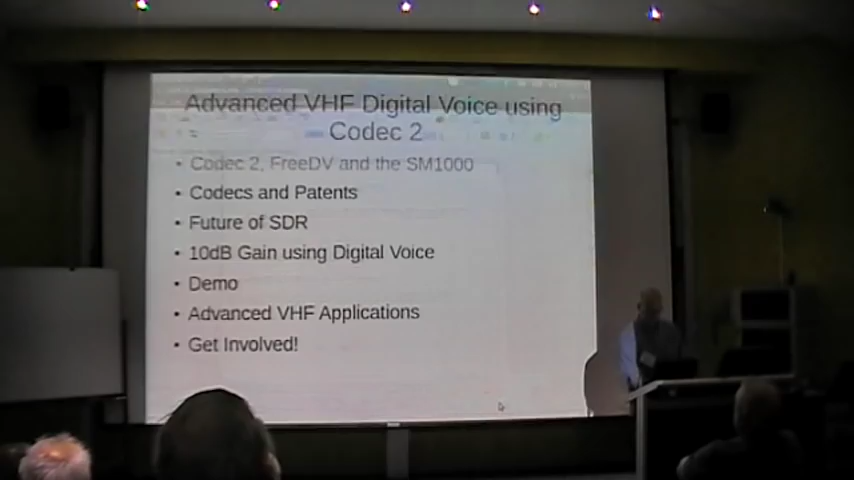 Advanced VHF Digital Voice using
Codec 2
• Codec 2, FreeDV and the SM1000
• Codecs and Patents
• Future of SDR
• 10dB Gain using Digital Voice
• Demo
• Advanced VHF Applications
• Get Involved!